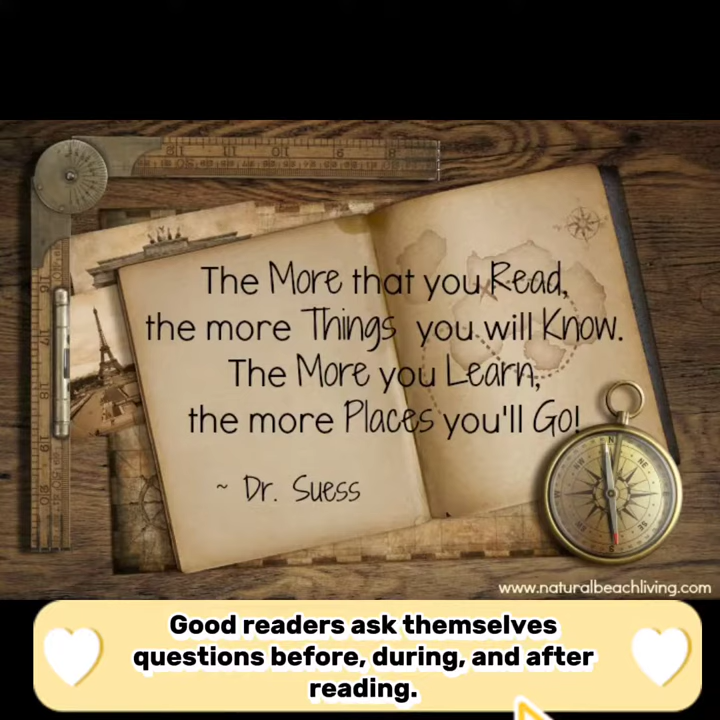 The More that you Read,
the more Things you will Know.
The More you Learn,
the more Places you'll Go!
~ Dr. Suess
www.naturalbeachliving.com
Good readers ask themselves
questions before, during, and after
reading.